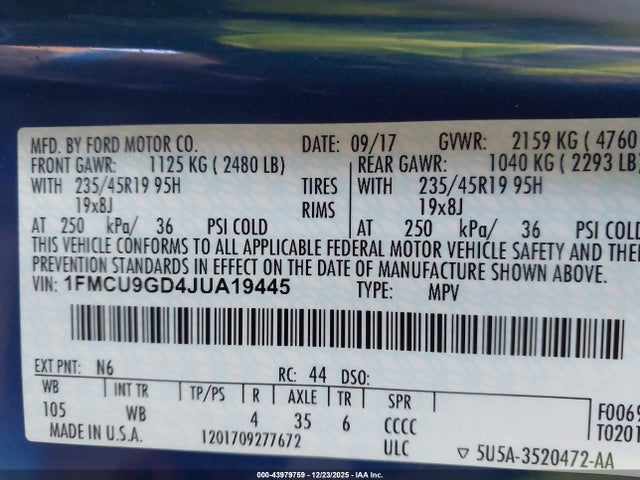 MFD. BY FORD MOTOR CO. DATE: 09/17 GVWR: 2159 KG ( 4760
FRONT GAWR: 1125 KG ( 2480 LB) REAR GAWR: 1040 KG ( 2293 LB)
WITH 235/45R19 95H TIRES WITH 235/45R19 95H
19x8J RIMS 19x8J
AT 250 kPa/ 36 PSI COLD AT 250 kPa/ 36 PSI COLD
THIS VEHICLE CONFORMS TO ALL APPLICABLE FEDERAL MOTOR VEHICLE SAFETY AND THE
PREVENTION STANDARDS IN EFFECT ON THE DATE OF MANUFACTURE SHOWN ABOVE.
VIN: 1FMCU9GD4JUA19445 TYPE: MPV
EXT PNT: N6 RC: 44 DSO:
WB INT TR TP/PS R AXLE TR SPR
105 WB 4 35 6 CCCC
F0069
MADE IN U.S.A. 1201709277672 ULC
T0201
▽ 5U5A-3520472-AA
000-43979759 - 12/23/2025 - IAA Inc.